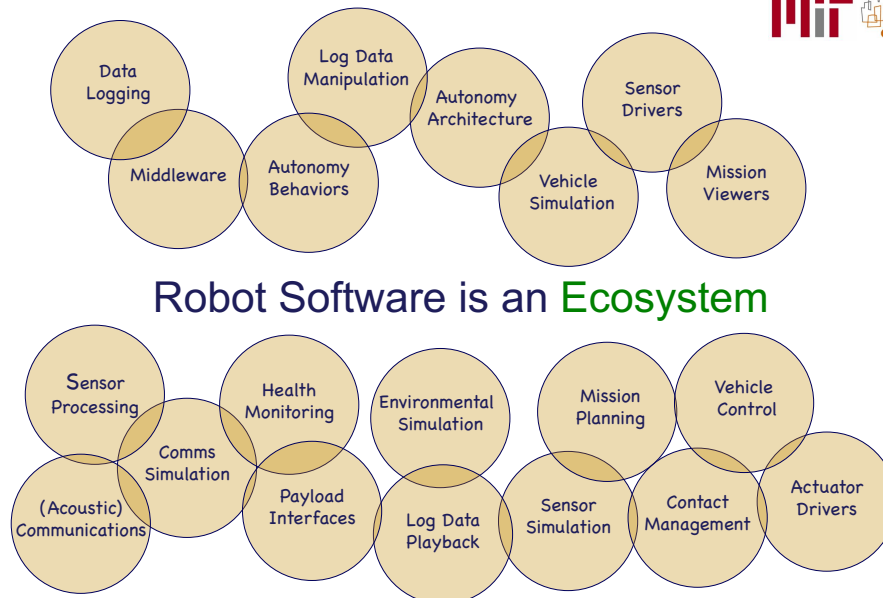 MIT
Data
Logging
Middleware
Log Data
Manipulation
Autonomy
Behaviors
Autonomy
Architecture
Vehicle
Simulation
Sensor
Drivers
Mission
Viewers
Robot Software is an Ecosystem
Sensor
Processing
(Acoustic)
Communications
Comms
Simulation
Health
Monitoring
Payload
Interfaces
Environmental
Simulation
Log Data
Playback
Sensor
Simulation
Mission
Planning
Contact
Management
Vehicle
Control
Actuator
Drivers